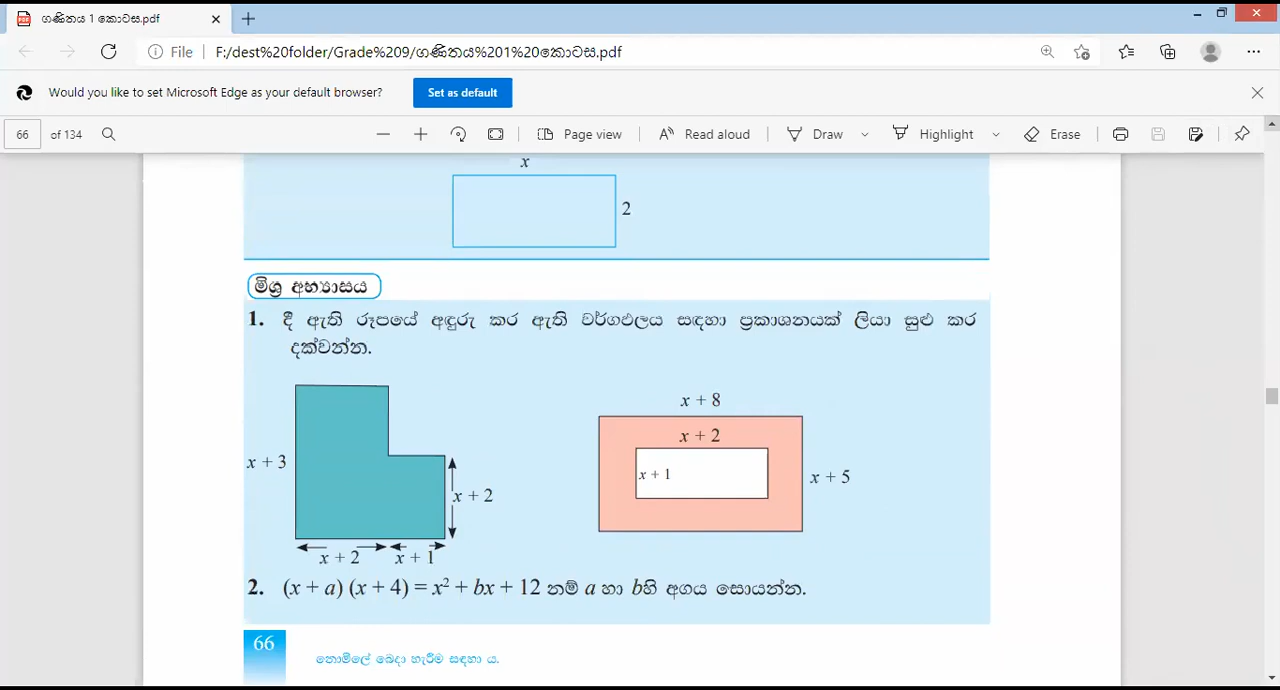 ගණිතය 1 කොටස.pdf
File F:/dest%20folder/Grade%209/ගණිතය%201%20කොටස.pdf
Would you like to set Microsoft Edge as your default browser? Set as default
66 of 134 Page view Read aloud Draw Highlight Erase
x
2
මිශ්‍ර අභ්‍යාසය
1. දී ඇති රූපයේ අඳුරු කර ඇති වර්ගඵලය සඳහා ප්‍රකාශනයක් ලියා සුළු කර
දක්වන්න.
x + 8
x + 2
x + 3
x + 1
x + 5
x + 2
x + 2 x + 1
2. (x + a) (x + 4) = x² + bx + 12 නම් a හා bහි අගය සොයන්න.
66
නොමිලේ බෙදා හැරීම සඳහා ය.